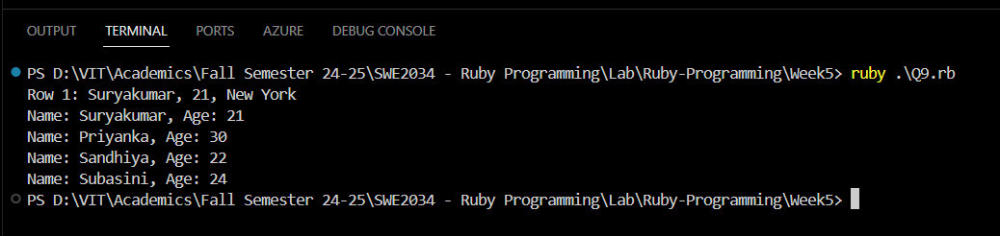 OUTPUT TERMINAL PORTS AZURE DEBUG CONSOLE
PS D:\VIT\Academics\Fall Semester 24-25\SWE2034 - Ruby Programming\Lab\Ruby-Programming\Week5> ruby .\Q9.rb
Row 1: Suryakumar, 21, New York
Name: Suryakumar, Age: 21
Name: Priyanka, Age: 30
Name: Sandhiya, Age: 22
Name: Subasini, Age: 24
PS D:\VIT\Academics\Fall Semester 24-25\SWE2034 - Ruby Programming\Lab\Ruby-Programming\Week5>